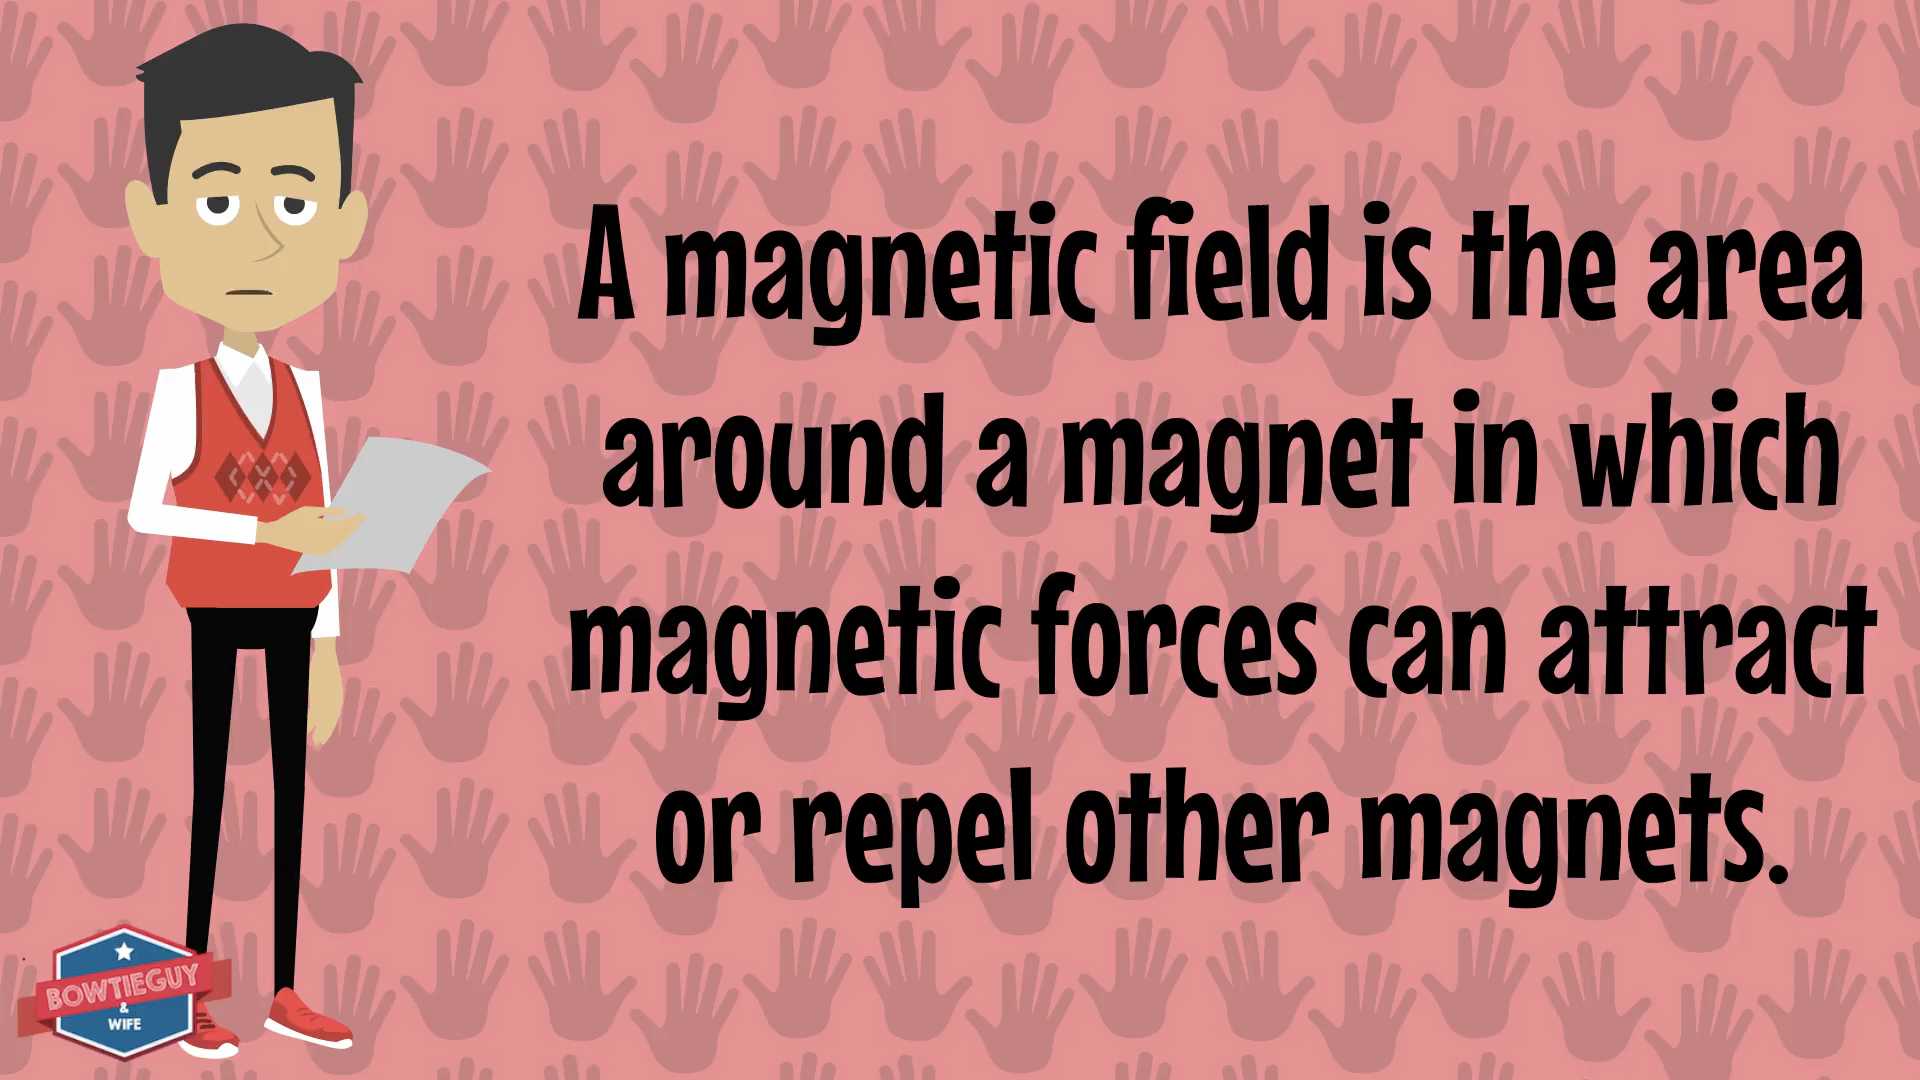 A magnetic field is the area
around a magnet in which
magnetic forces can attract
or repel other magnets.
BOWTIEGUY
&
WIFE